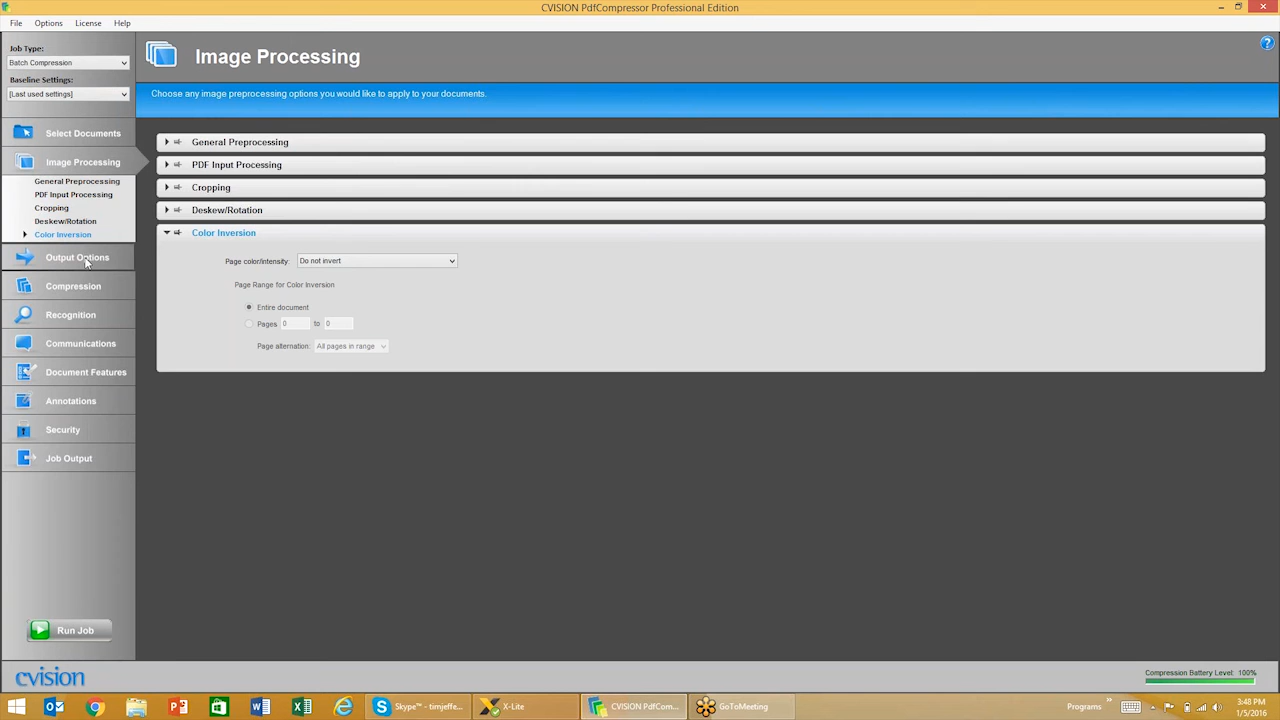 CVISION PdfCompressor Professional Edition
File Options License Help
Job Type:
Batch Compression
Baseline Settings:
[Last used settings]
Image Processing
?
Choose any image preprocessing options you would like to apply to your documents.
Select Documents
Image Processing
General Preprocessing
PDF Input Processing
Cropping
Deskew/Rotation
Color Inversion
Output Options
Compression
Recognition
Communications
Document Features
Annotations
Security
Job Output
Run Job
General Preprocessing
PDF Input Processing
Cropping
Deskew/Rotation
Color Inversion
Page color/intensity: Do not invert
Page Range for Color Inversion
Entire document
Pages 0 to 0
Page alternation: All pages in range
cvision
Compression Battery Level: 100%
Skype™ - timjeffe...
X-Lite
CVISION PdfCom...
GoToMeeting
Programs
3:48 PM
1/5/2016